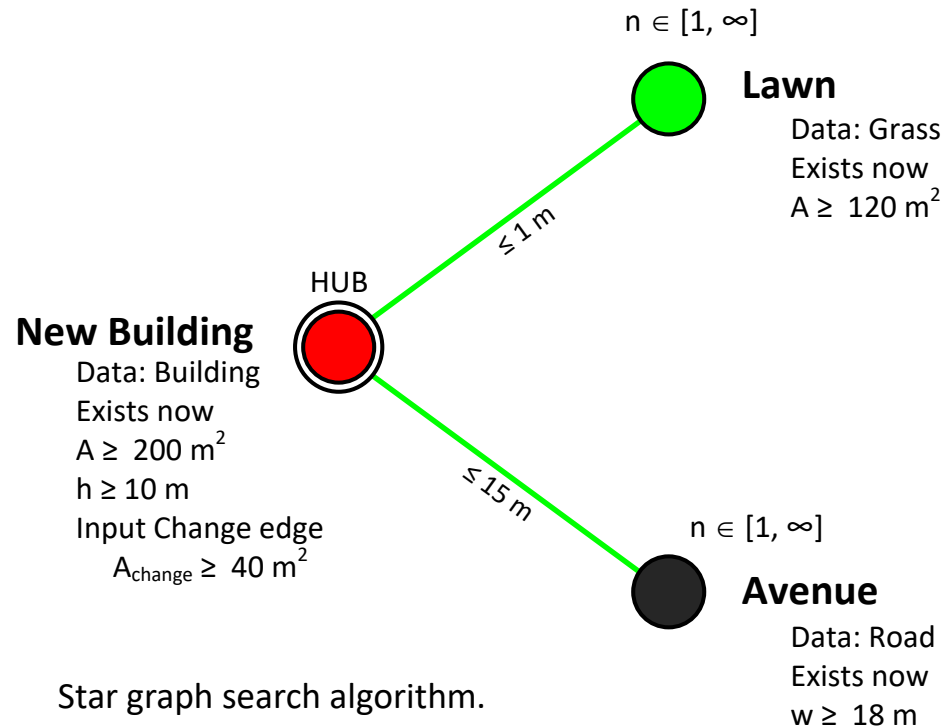 n ∈ [1, ∞]
Lawn
Data: Grass
Exists now
A ≥ 120 m²
≤ 1 m
HUB
New Building
Data: Building
Exists now
A ≥ 200 m²
h ≥ 10 m
Input Change edge
A_change ≥ 40 m²
≤ 15 m
n ∈ [1, ∞]
Avenue
Data: Road
Exists now
w ≥ 18 m
Star graph search algorithm.